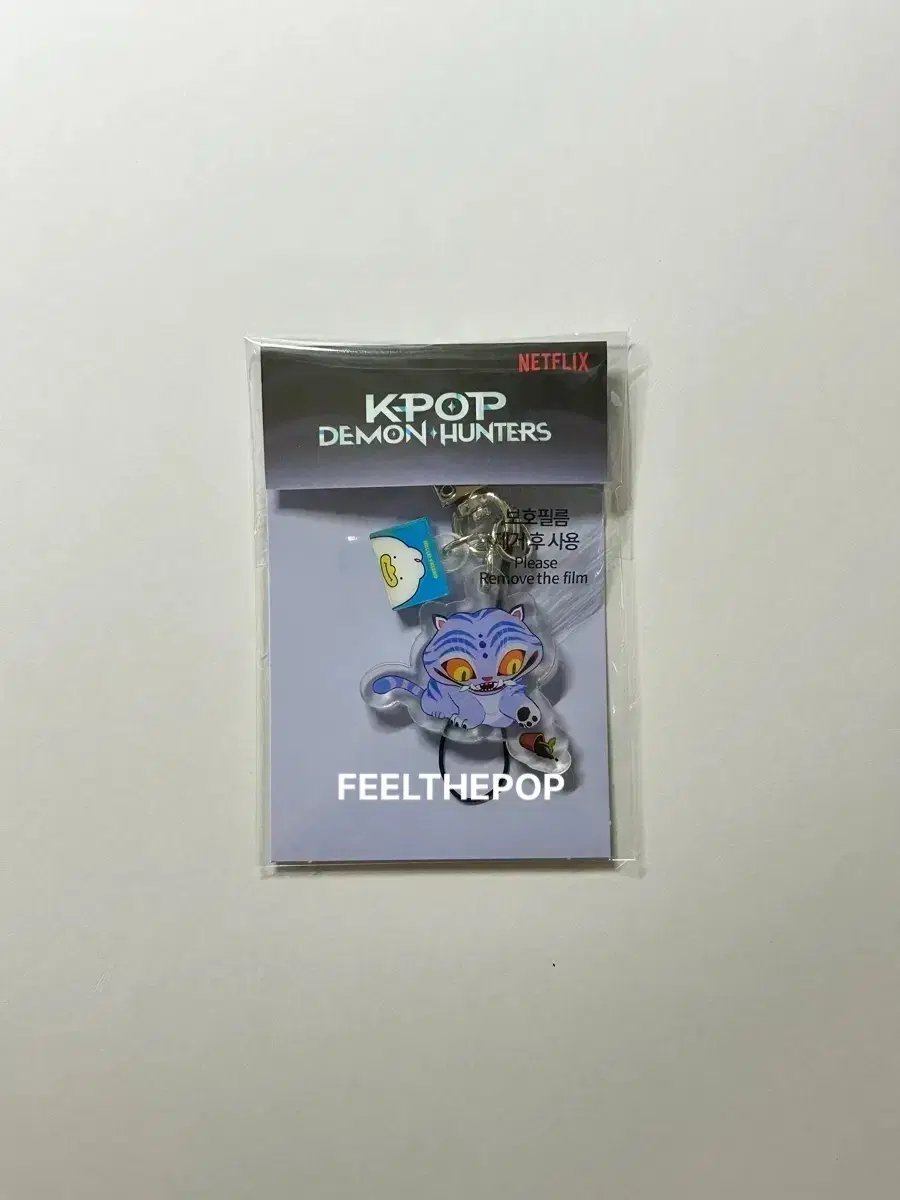 NETFLIX
K-POP
DEMON HUNTERS
보호필름
제거 후 사용
Please
Remove the film
FEELTHEPOP